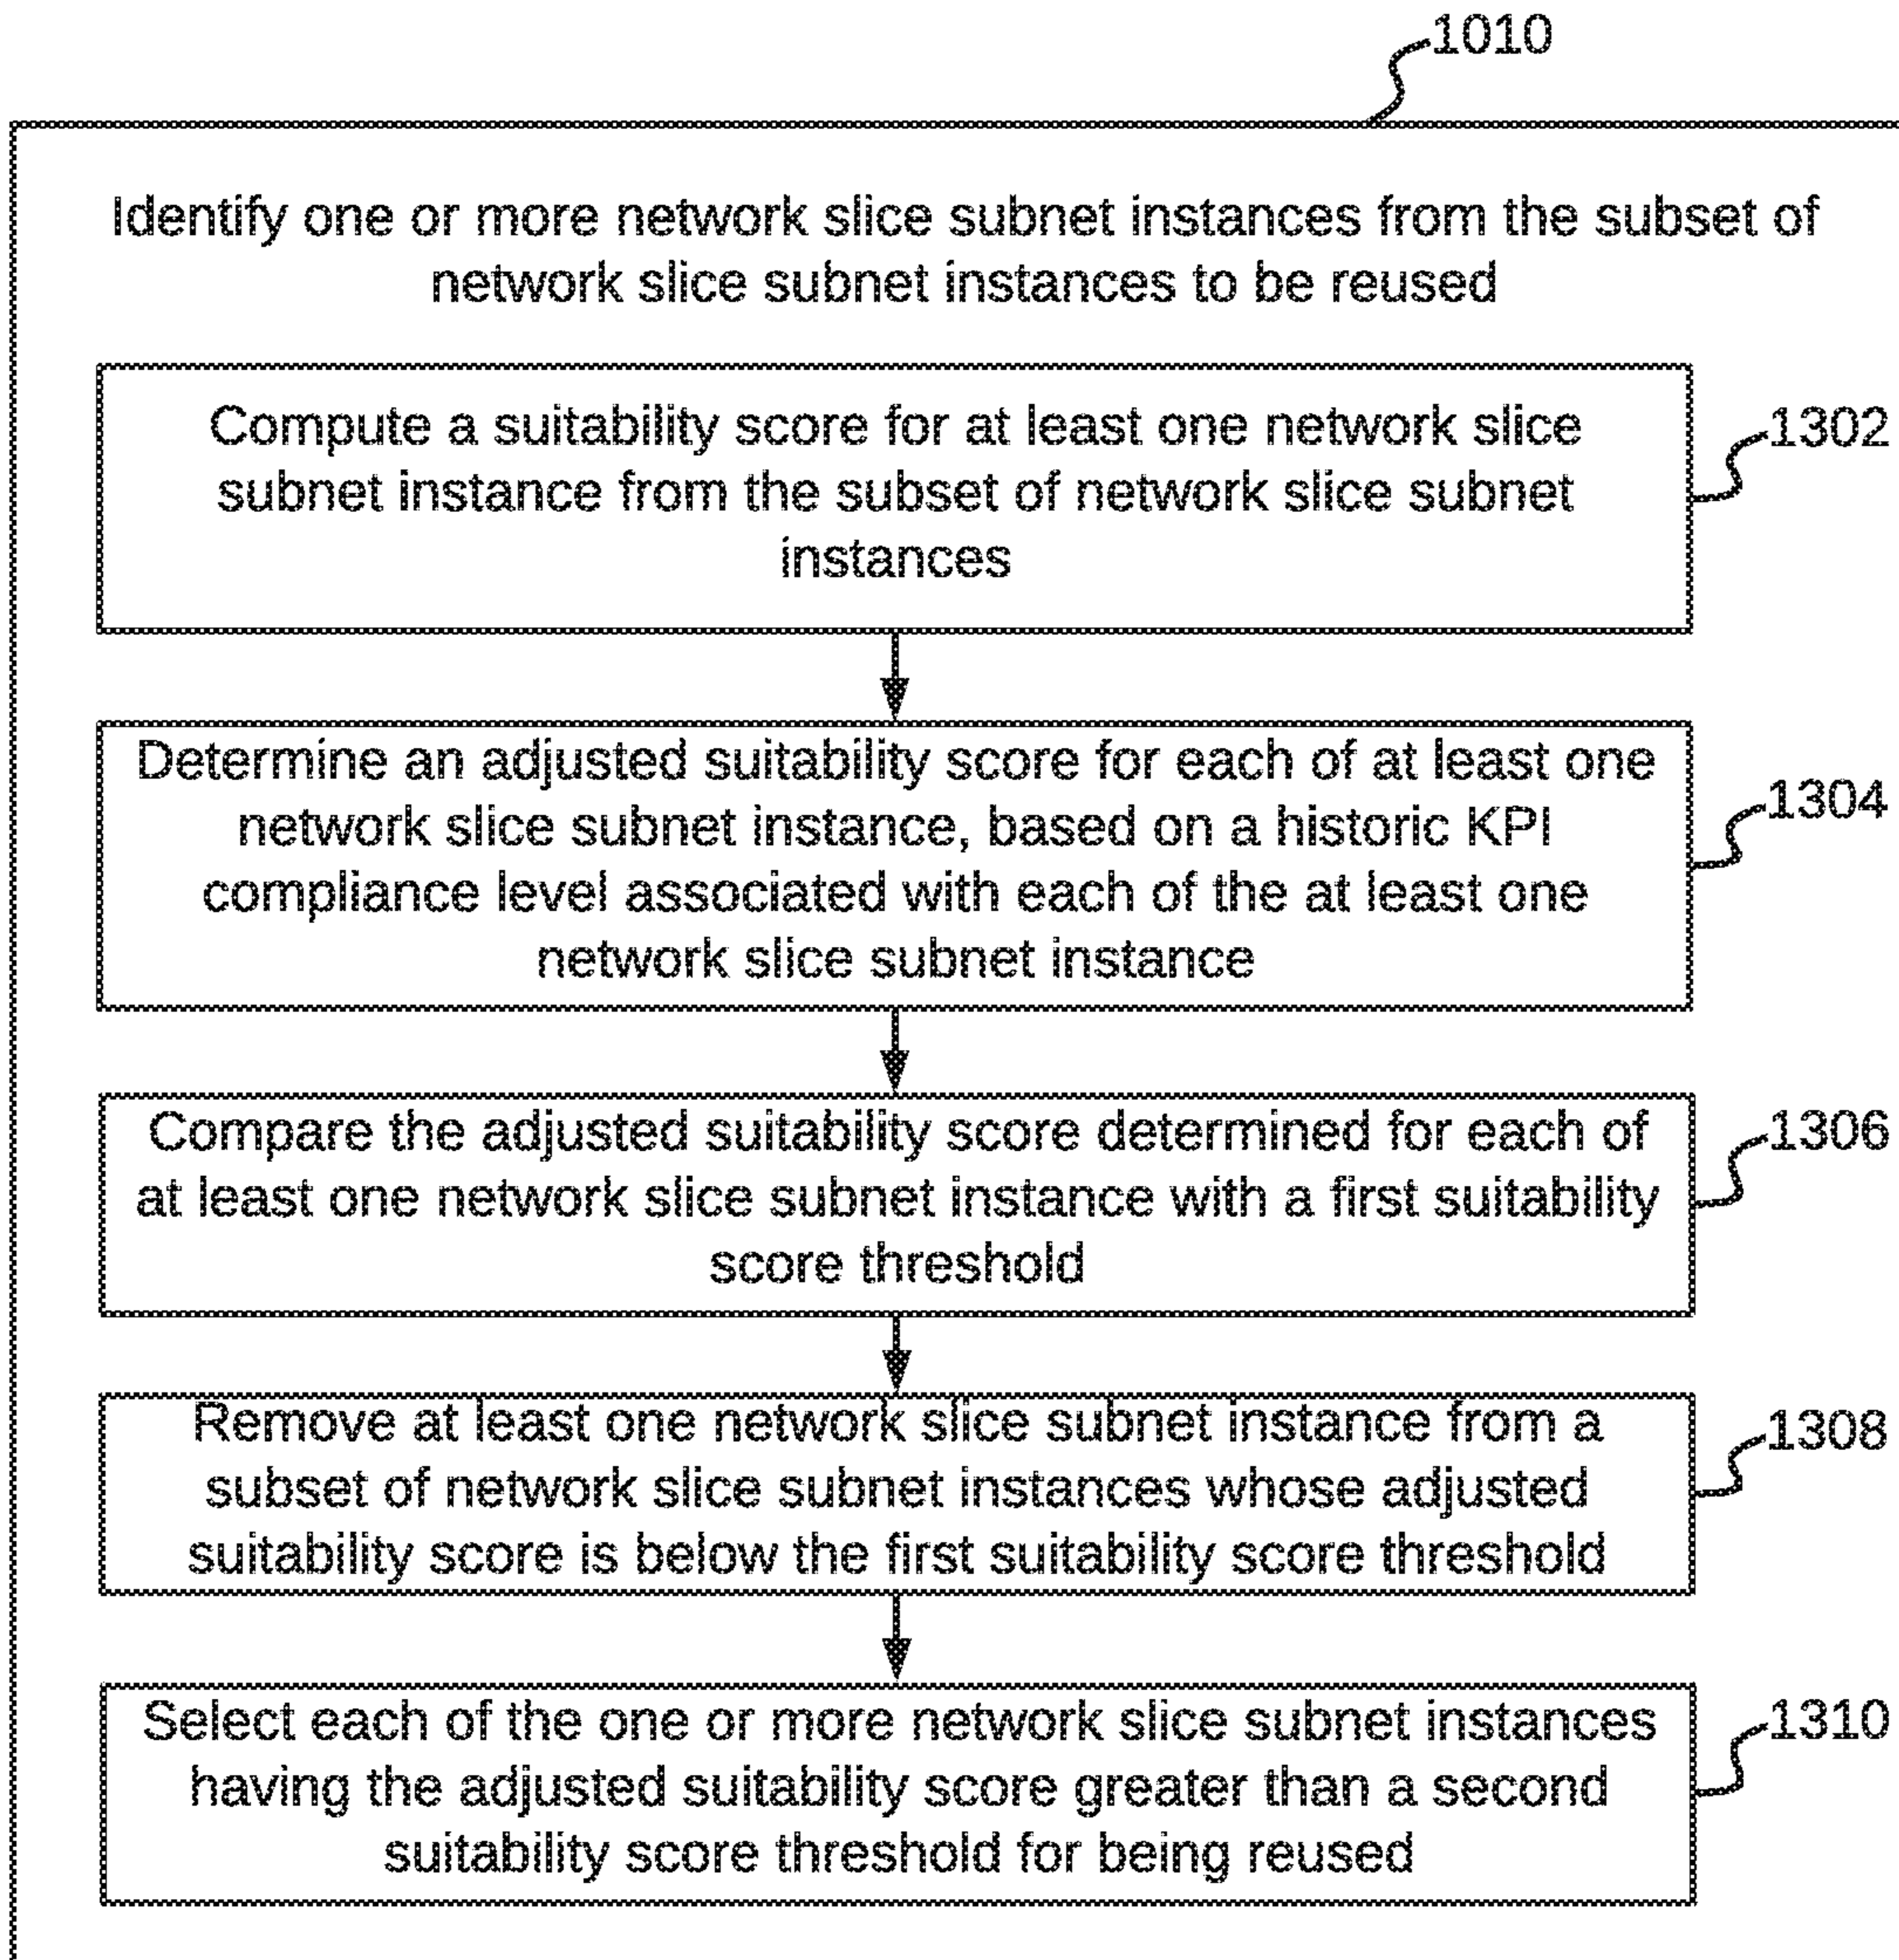 1010
Identify one or more network slice subnet instances from the subset of
network slice subnet instances to be reused
Compute a suitability score for at least one network slice
subnet instance from the subset of network slice subnet
instances
1302
Determine an adjusted suitability score for each of at least one
network slice subnet instance, based on a historic KPI
compliance level associated with each of the at least one
network slice subnet instance
1304
Compare the adjusted suitability score determined for each of
at least one network slice subnet instance with a first suitability
score threshold
1306
Remove at least one network slice subnet instance from a
subset of network slice subnet instances whose adjusted
suitability score is below the first suitability score threshold
1308
Select each of the one or more network slice subnet instances
having the adjusted suitability score greater than a second
suitability score threshold for being reused
1310